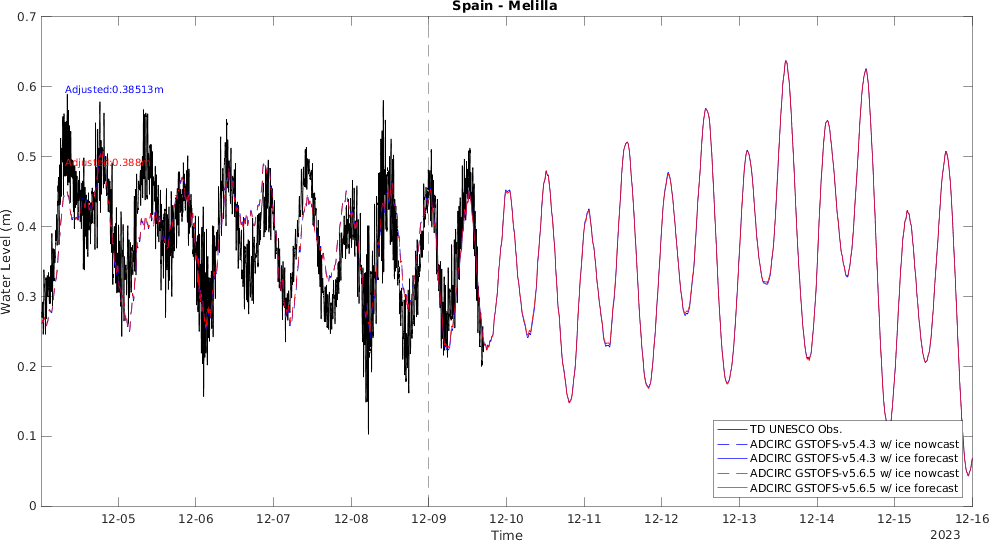 Spain - Melilla
0.7
0.6
0.5
0.4
0.3
0.2
0.1
0
Water Level (m)
Adjusted:0.38513m
Adjusted:0.388
TD UNESCO Obs.
ADCIRC GSTOFS-v5.4.3 w/ ice nowcast
ADCIRC GSTOFS-v5.4.3 w/ ice forecast
ADCIRC GSTOFS-v5.6.5 w/ ice nowcast
ADCIRC GSTOFS-v5.6.5 w/ ice forecast
12-05 12-06 12-07 12-08 12-09 12-10 12-11 12-12 12-13 12-14 12-15 12-16
Time
2023